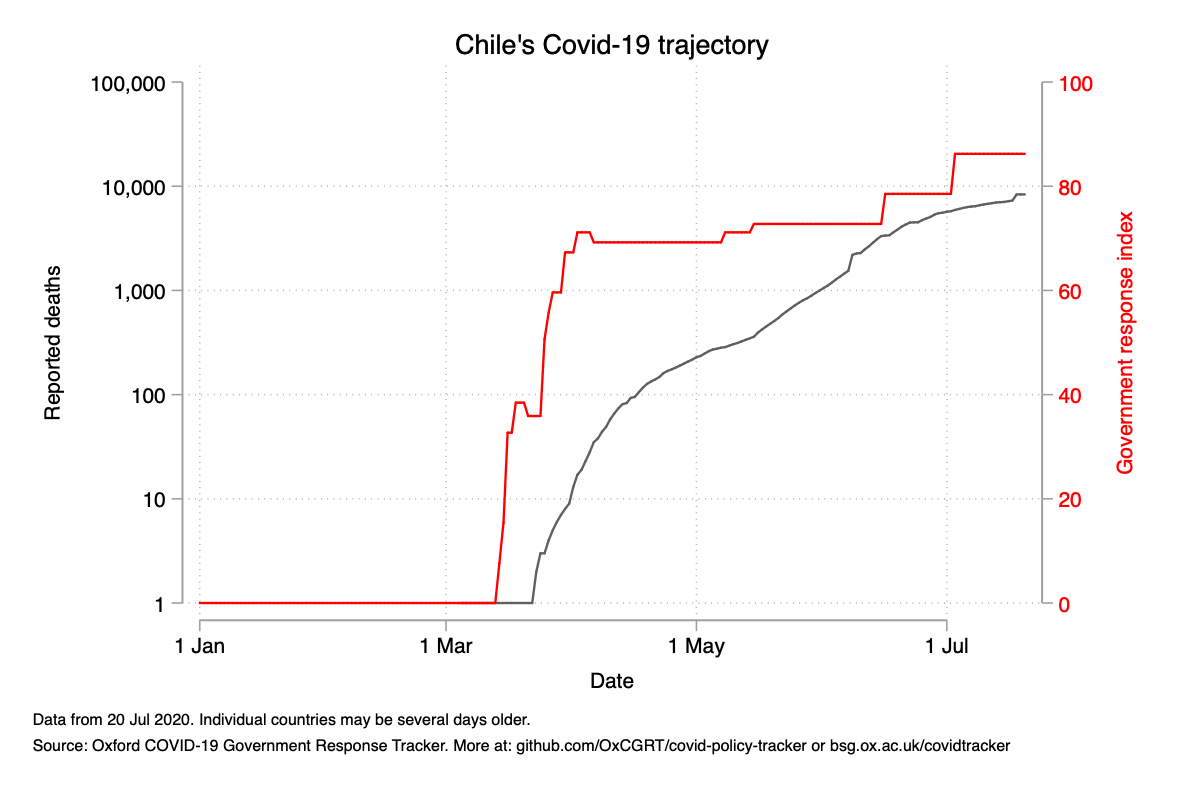 Chile's Covid-19 trajectory
100,000
10,000
1,000
100
10
1
Reported deaths
100
80
60
40
20
0
Government response index
1 Jan
1 Mar
1 May
1 Jul
Date
Data from 20 Jul 2020. Individual countries may be several days older.
Source: Oxford COVID-19 Government Response Tracker. More at: github.com/OxCGRT/covid-policy-tracker or bsg.ox.ac.uk/covidtracker